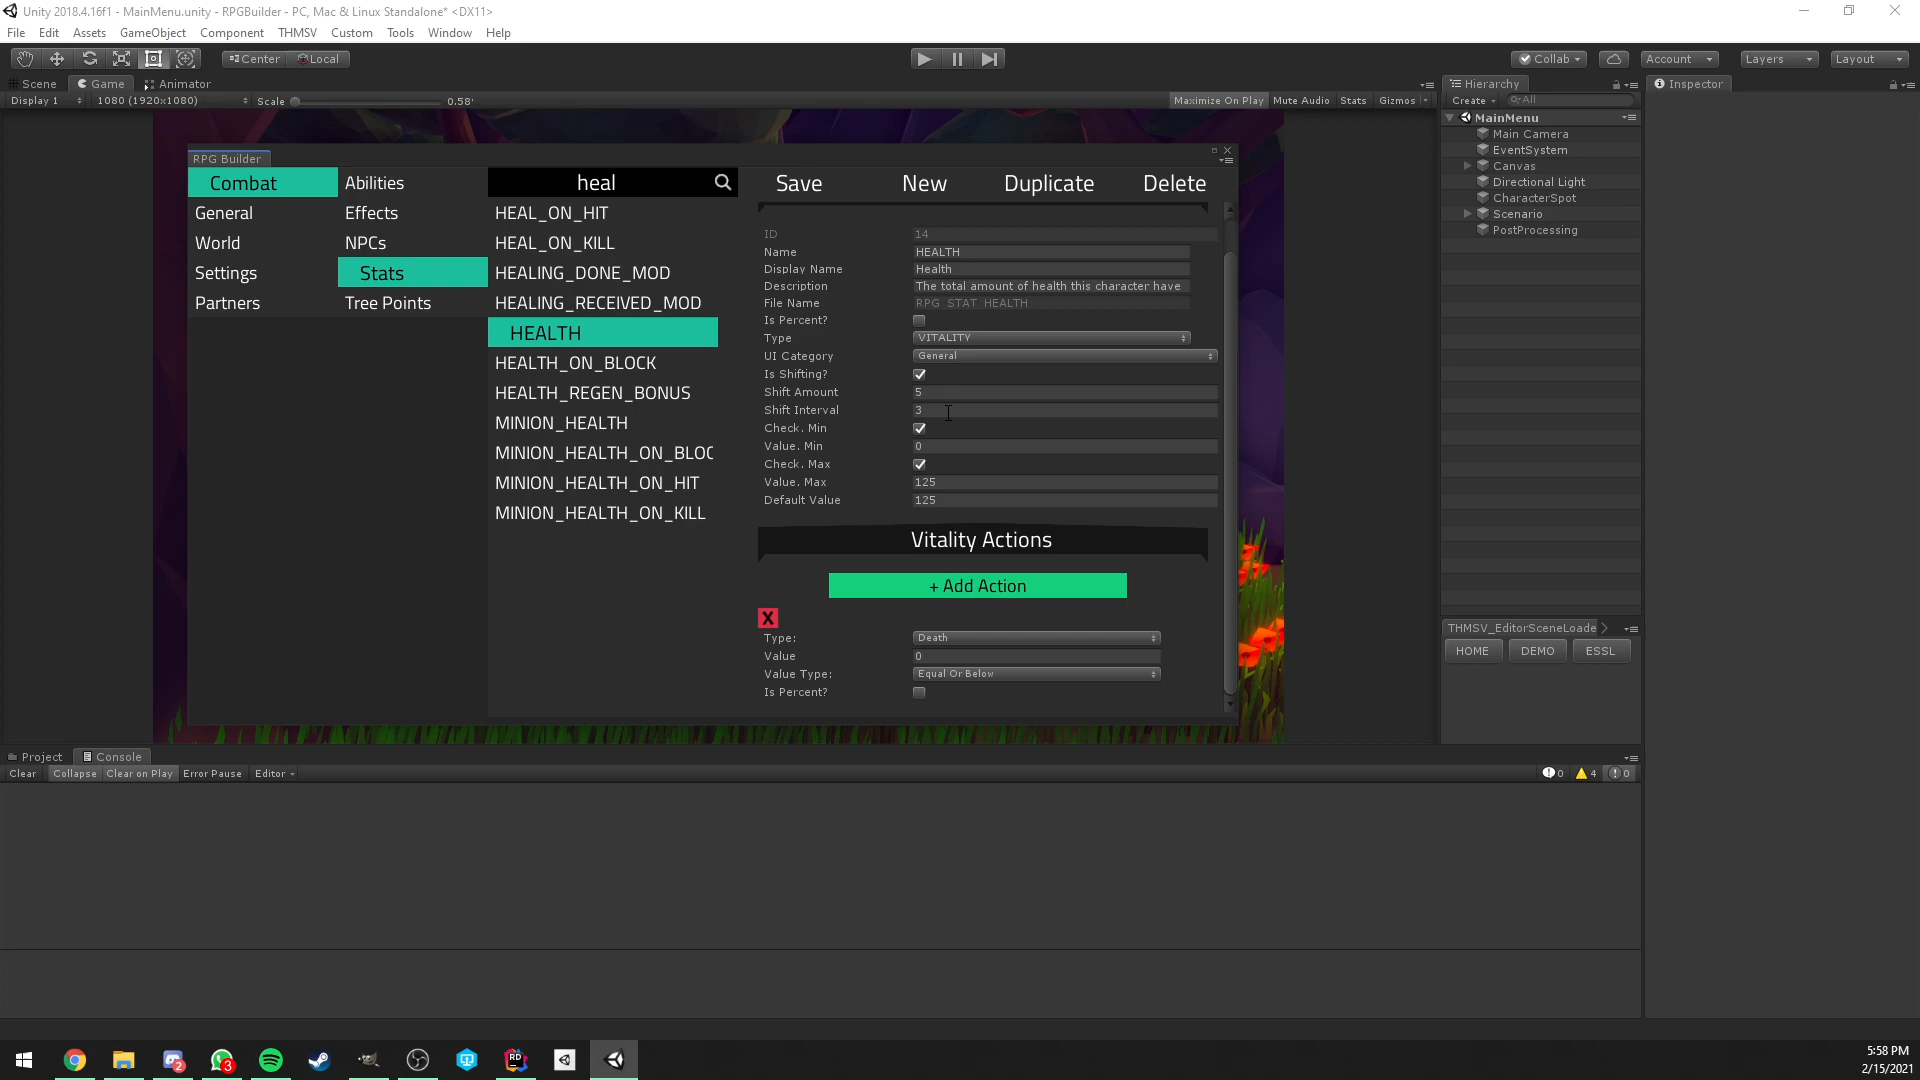 Unity 2018.4.16f1 - MainMenu.unity - RPGBuilder - PC, Mac & Linux Standalone* <DX11>
File Edit Assets GameObject Component THMSV Custom Tools Window Help
Center Local Collab Account Layers Layout
Scene Game Animator Hierarchy Inspector
Display 1 1080 (1920x1080) Scale 0.58 Maximize On Play Mute Audio Stats Gizmos Create All
MainMenu
Main Camera
EventSystem
Canvas
Directional Light
CharacterSpot
Scenario
PostProcessing
RPG Builder
Combat
General
World
Settings
Partners
Abilities
Effects
NPCs
Stats
Tree Points
heal
HEAL_ON_HIT
HEAL_ON_KILL
HEALING_DONE_MOD
HEALING_RECEIVED_MOD
HEALTH
HEALTH_ON_BLOCK
HEALTH_REGEN_BONUS
MINION_HEALTH
MINION_HEALTH_ON_BLOC
MINION_HEALTH_ON_HIT
MINION_HEALTH_ON_KILL
Save New Duplicate Delete
ID 14
Name HEALTH
Display Name Health
Description The total amount of health this character have
File Name RPG_STAT_HEALTH
Is Percent?
Type VITALITY
UI Category General
Is Shifting?
Shift Amount 5
Shift Interval 3
Check. Min
Value. Min 0
Check. Max
Value. Max 125
Default Value 125
Vitality Actions
+ Add Action
X
Type: Death
Value 0
Value Type: Equal Or Below
Is Percent?
THMSV_EditorSceneLoade
HOME DEMO ESSL
Project Console
Clear Collapse Clear on Play Error Pause Editor 0 4 0
2
3
RD
5:58 PM
2/15/2021